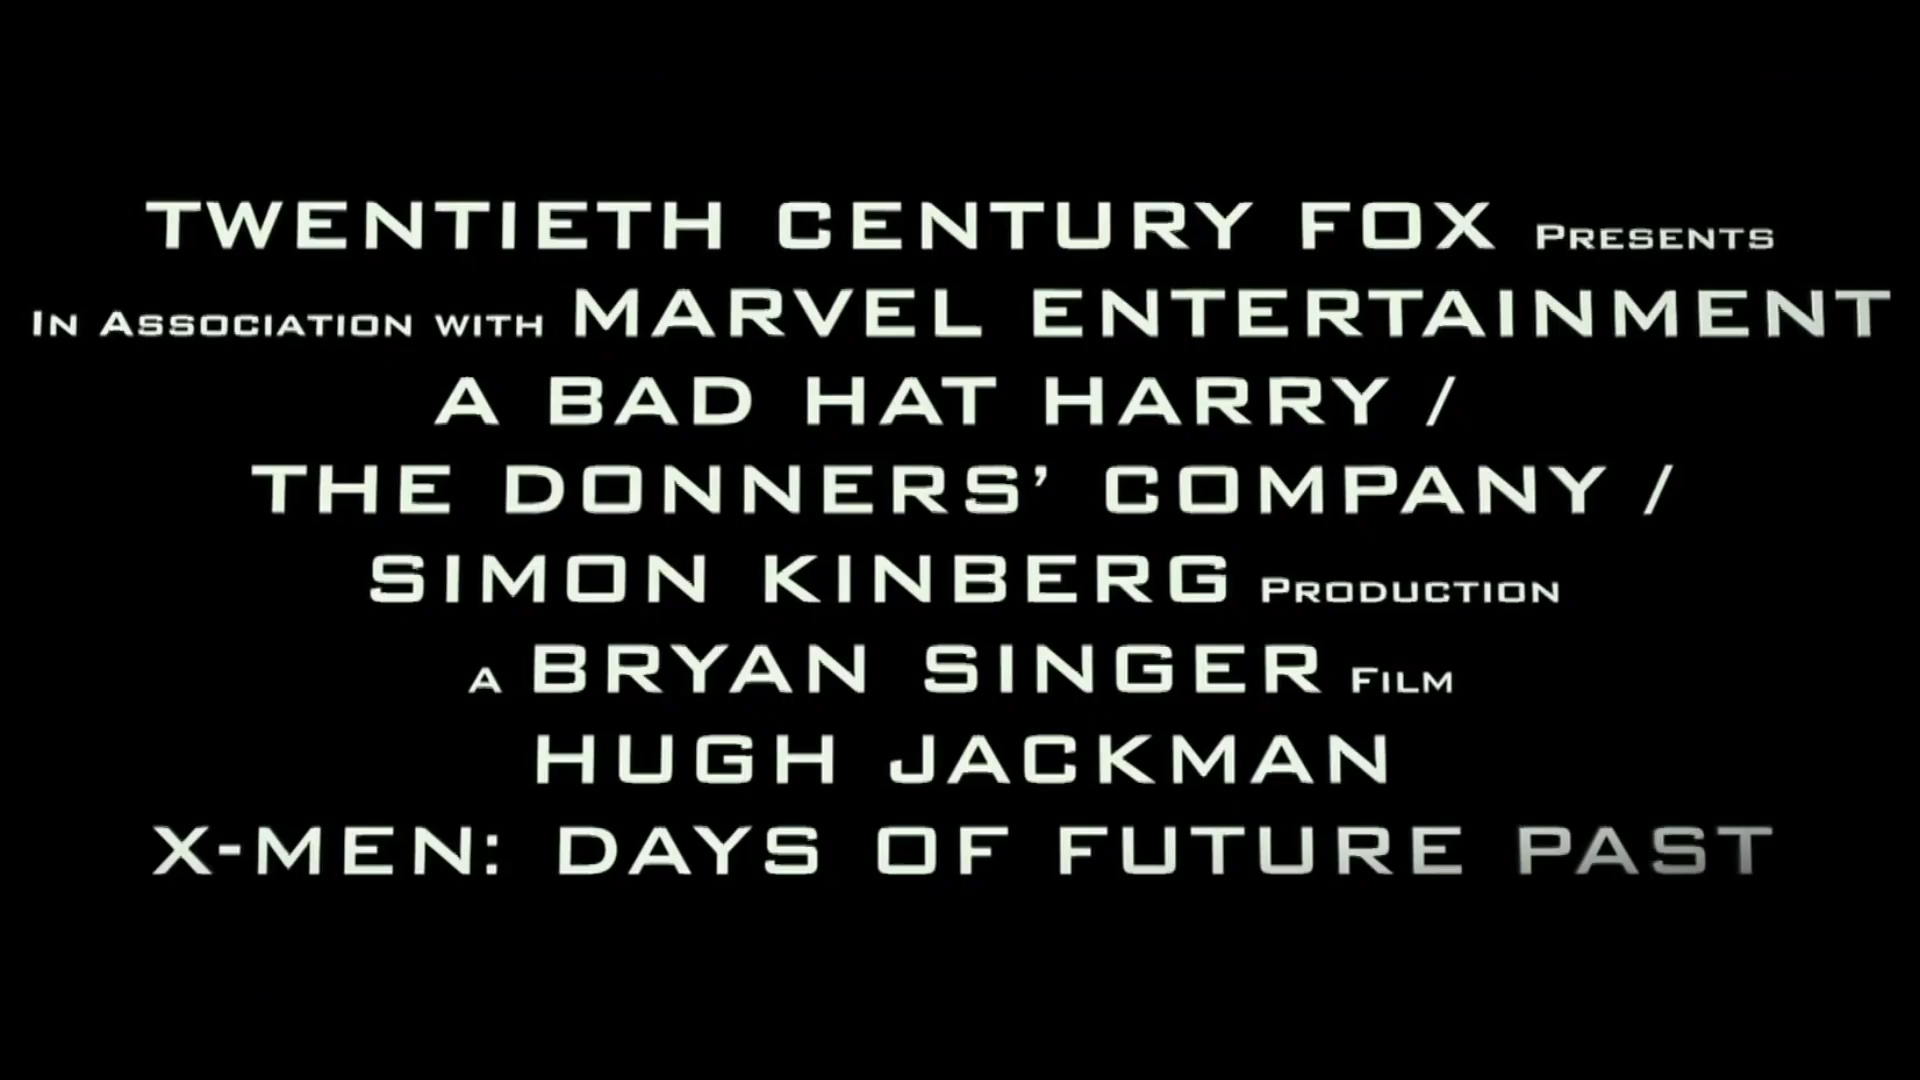 TWENTIETH CENTURY FOX PRESENTS
IN ASSOCIATION WITH MARVEL ENTERTAINMENT
A BAD HAT HARRY /
THE DONNERS’ COMPANY /
SIMON KINBERG PRODUCTION
A BRYAN SINGER FILM
HUGH JACKMAN
X-MEN: DAYS OF FUTURE PAST